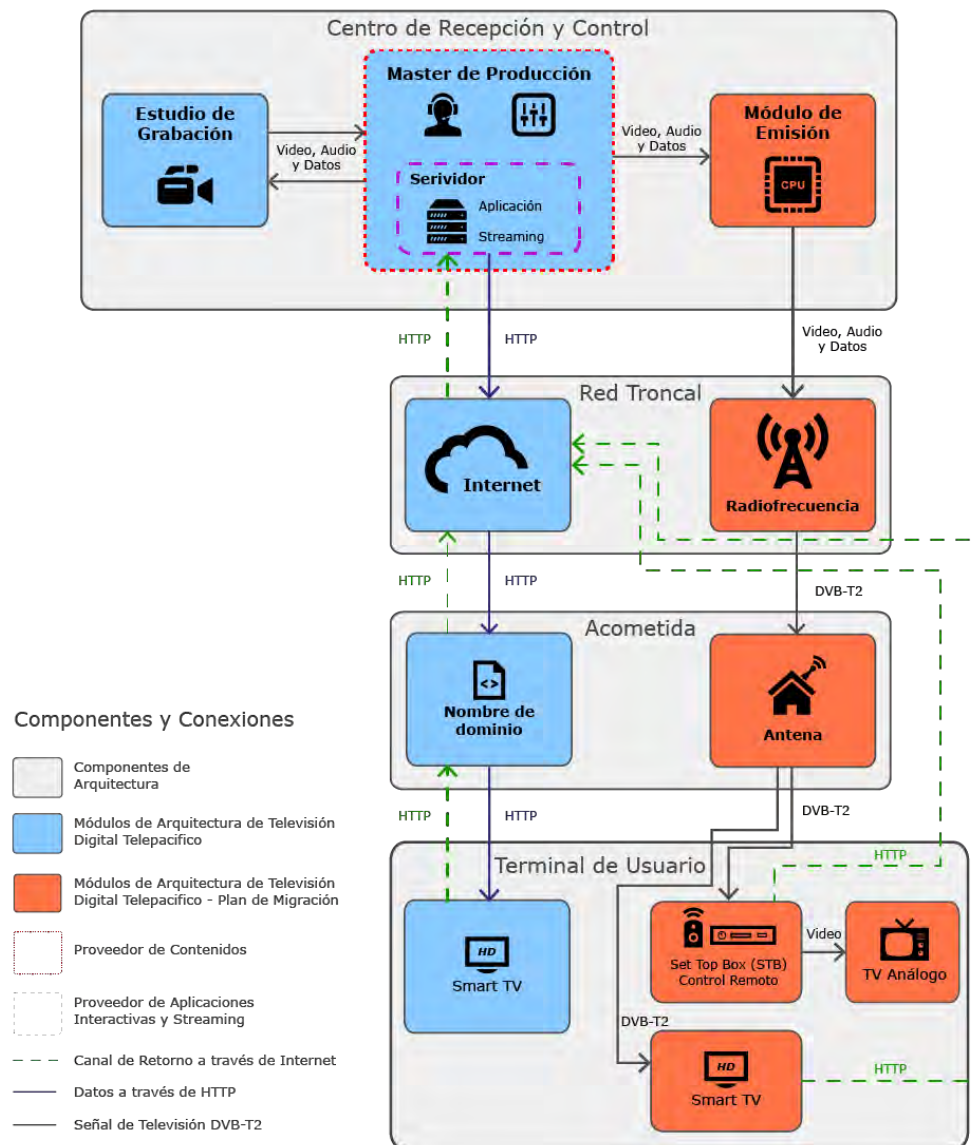 Centro de Recepción y Control
Master de Producción
Estudio de
Grabación
Video, Audio
y Datos
Serividor
Aplicación
Streaming
Video, Audio
y Datos
Módulo de
Emisión
CPU
HTTP
HTTP
Video, Audio
y Datos
Red Troncal
Internet
Radiofrecuencia
HTTP
HTTP
DVB-T2
Acometida
Nombre de
dominio
Antena
HTTP
HTTP
DVB-T2
Terminal de Usuario
HTTP
HD
Smart TV
Set Top Box (STB)
Control Remoto
Video
TV Análogo
DVB-T2
HD
Smart TV
HTTP
Componentes y Conexiones
Componentes de
Arquitectura
Módulos de Arquitectura de Televisión
Digital Telepacifico
Módulos de Arquitectura de Televisión
Digital Telepacifico - Plan de Migración
Proveedor de Contenidos
Proveedor de Aplicaciones
Interactivas y Streaming
Canal de Retorno a través de Internet
Datos a través de HTTP
Señal de Televisión DVB-T2